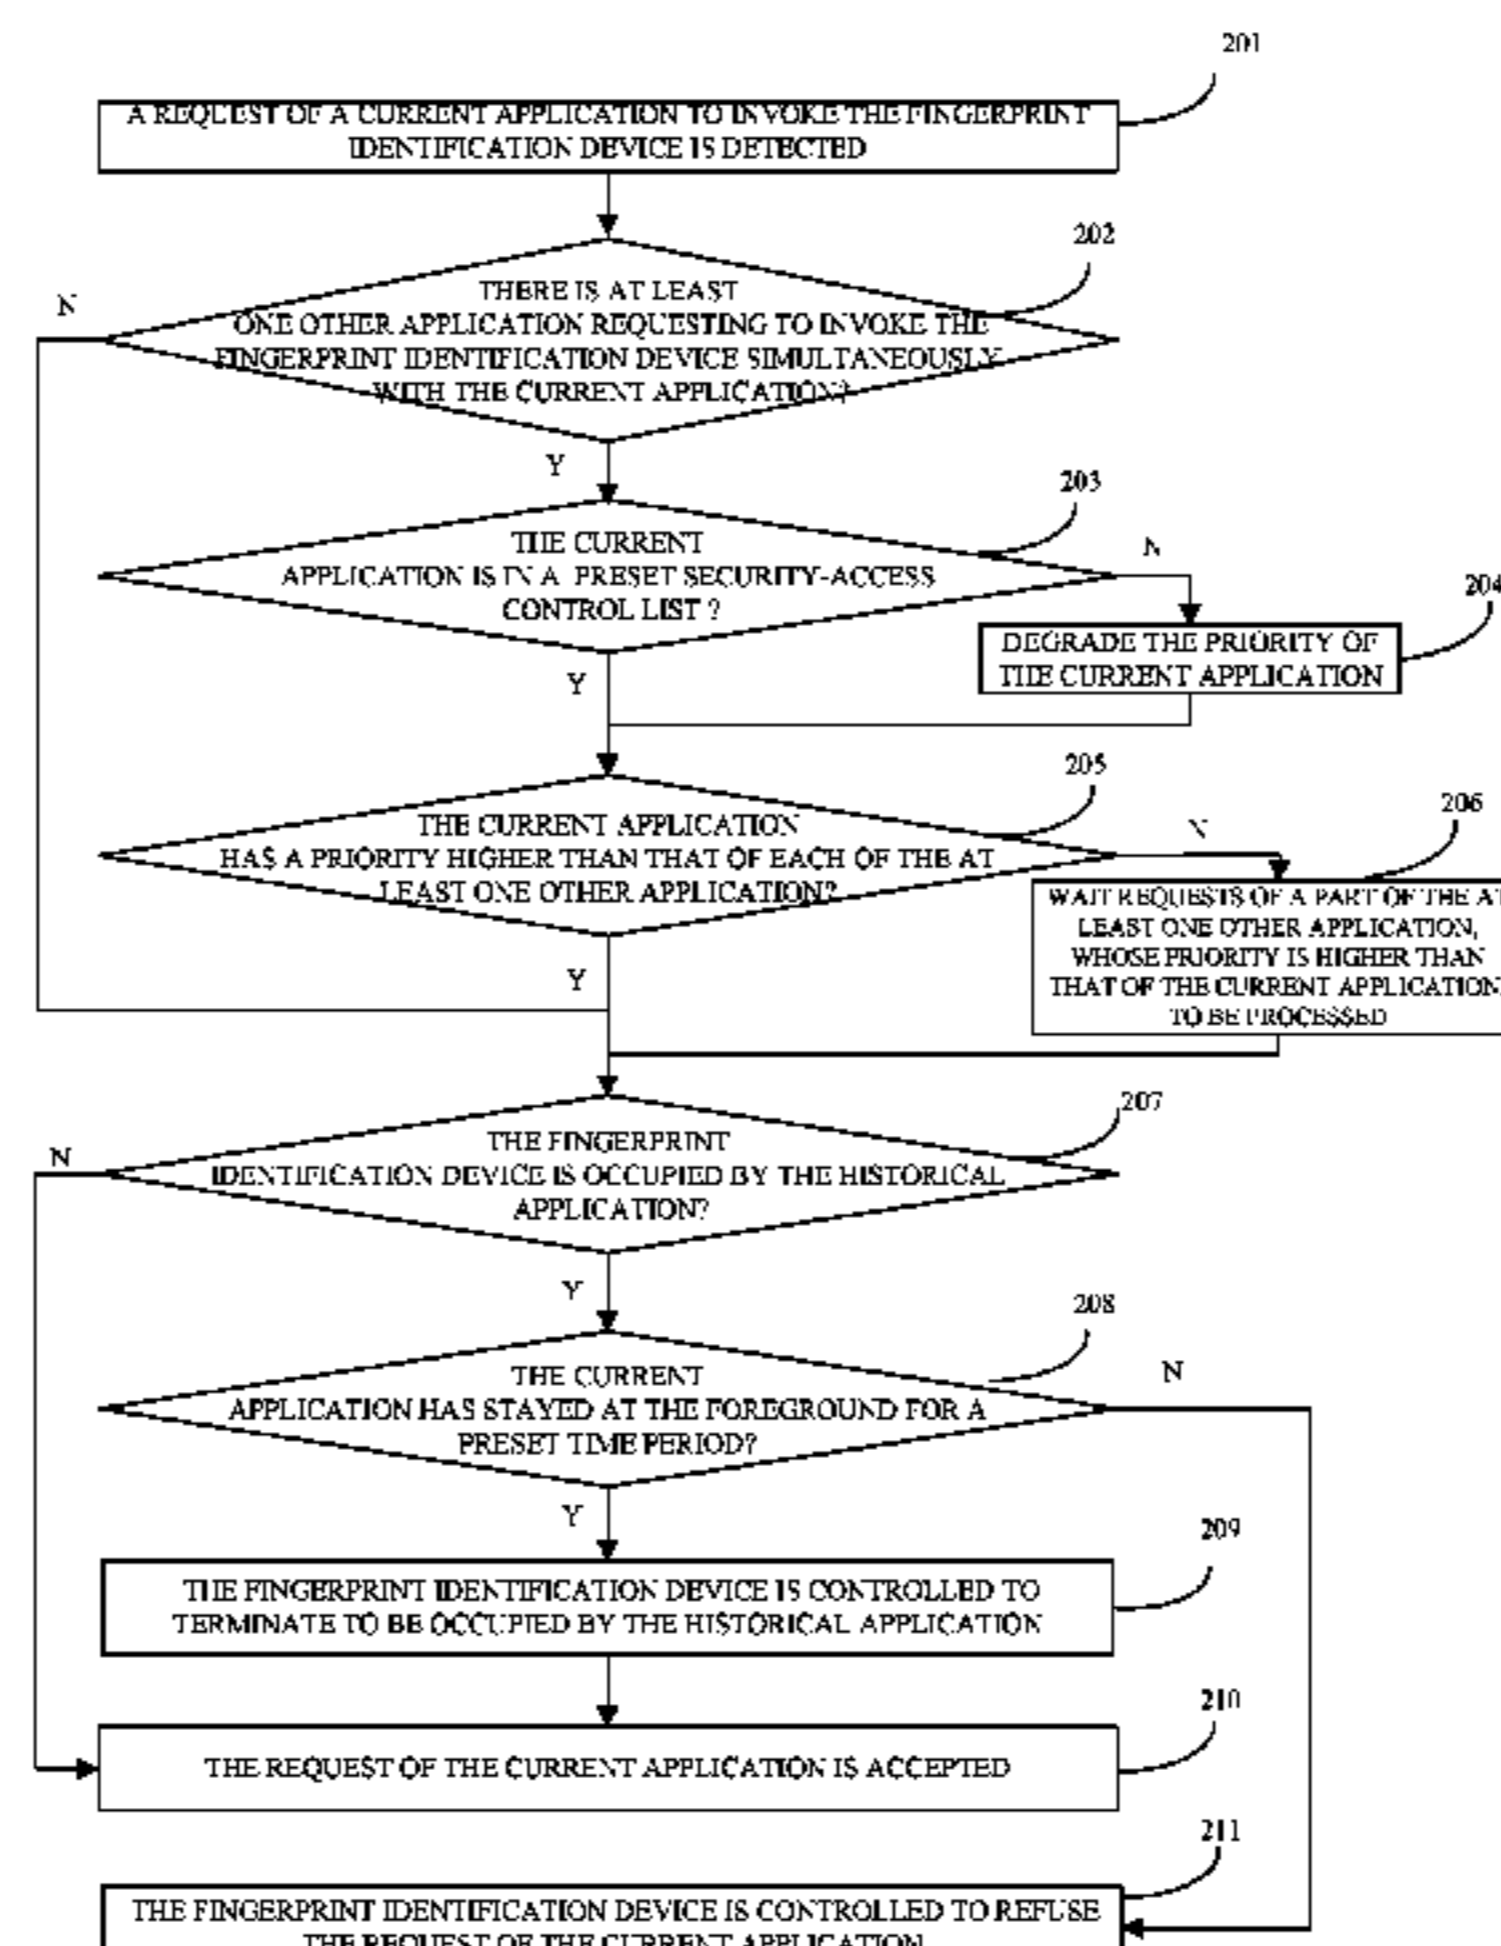 201
A REQUEST OF A CURRENT APPLICATION TO INVOKE THE FINGERPRINT
IDENTIFICATION DEVICE IS DETECTED
202
N
THERE IS AT LEAST
ONE OTHER APPLICATION REQUESTING TO INVOKE THE
FINGERPRINT IDENTIFICATION DEVICE SIMULTANEOUSLY
WITH THE CURRENT APPLICATION?
Y
203
THE CURRENT
APPLICATION IS IN A PRESET SECURITY-ACCESS
CONTROL LIST ?
N
204
DEGRADE THE PRIORITY OF
THE CURRENT APPLICATION
Y
205
THE CURRENT APPLICATION
HAS A PRIORITY HIGHER THAN THAT OF EACH OF THE AT
LEAST ONE OTHER APPLICATION?
N
206
WAIT REQUESTS OF A PART OF THE AT
LEAST ONE OTHER APPLICATION,
WHOSE PRIORITY IS HIGHER THAN
THAT OF THE CURRENT APPLICATION,
TO BE PROCESSED
Y
207
N
THE FINGERPRINT
IDENTIFICATION DEVICE IS OCCUPIED BY THE HISTORICAL
APPLICATION?
Y
208
THE CURRENT
APPLICATION HAS STAYED AT THE FOREGROUND FOR A
PRESET TIME PERIOD?
N
Y
209
THE FINGERPRINT IDENTIFICATION DEVICE IS CONTROLLED TO
TERMINATE TO BE OCCUPIED BY THE HISTORICAL APPLICATION
210
THE REQUEST OF THE CURRENT APPLICATION IS ACCEPTED
211
THE FINGERPRINT IDENTIFICATION DEVICE IS CONTROLLED TO REFUSE
THE REQUEST OF THE CURRENT APPLICATION